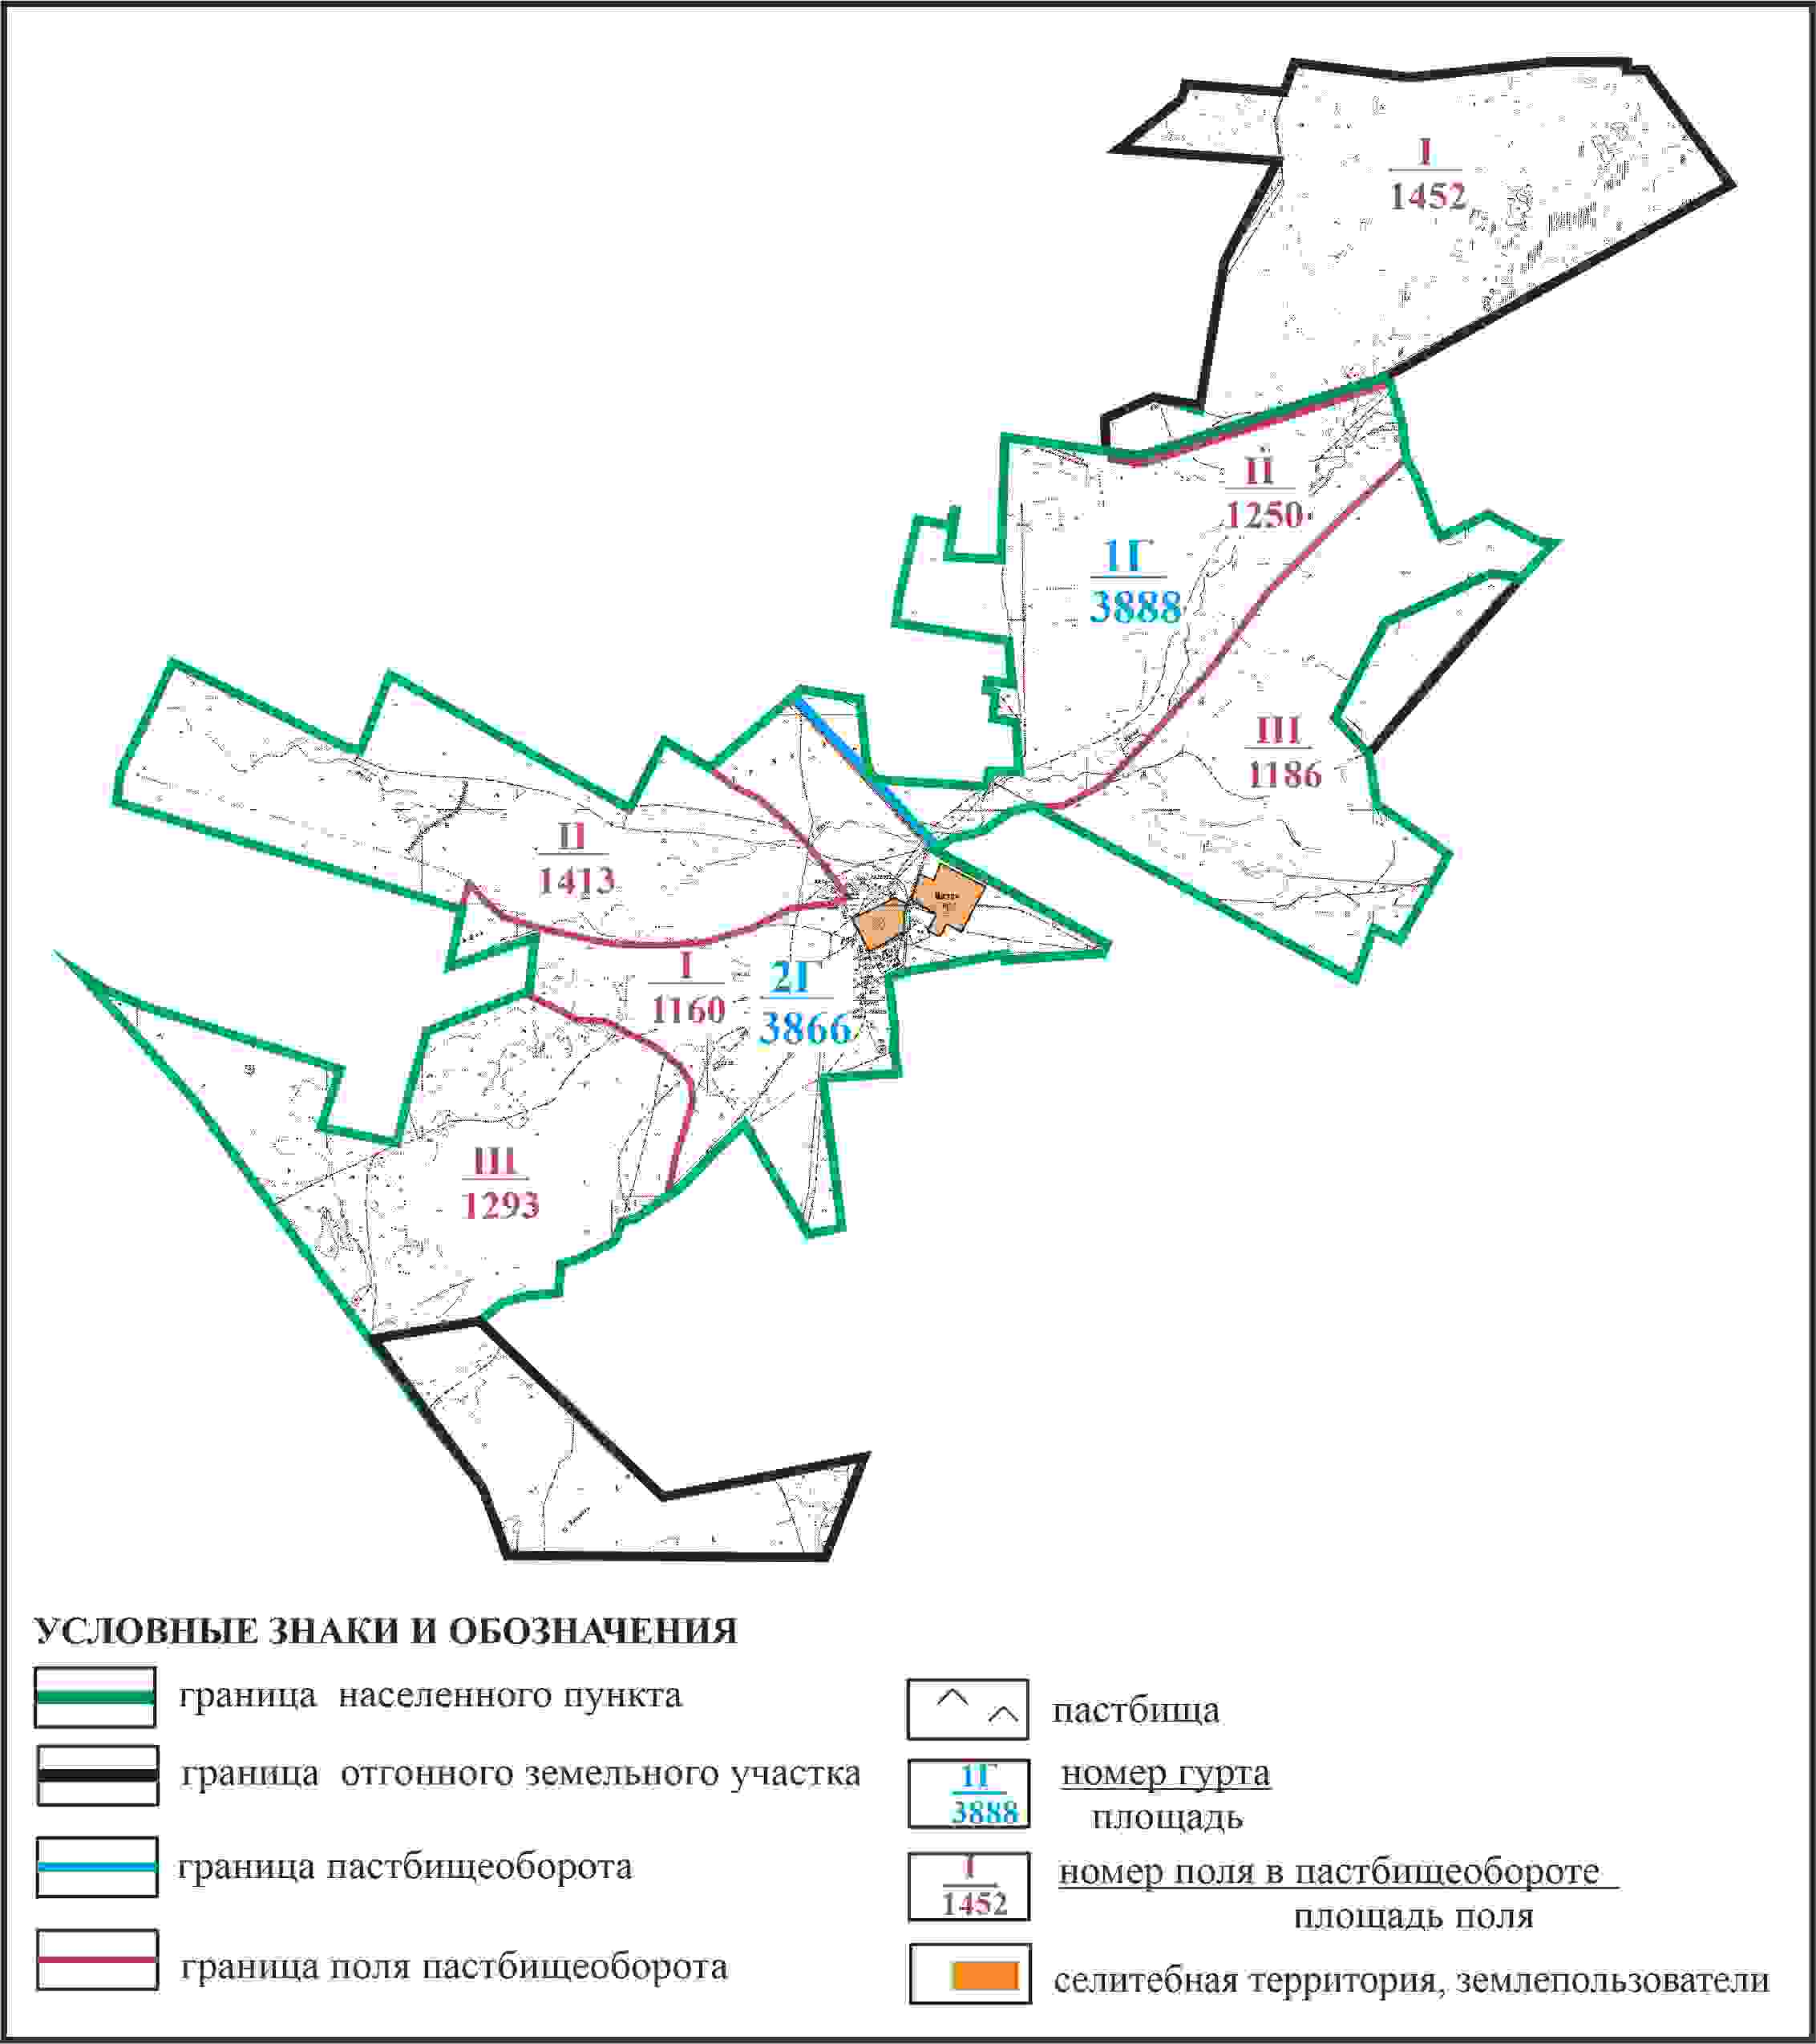 I
1452
II
1250
1Г
3888
III
1186
II
1413
I
1160
2Г
3866
III
1293
УСЛОВНЫЕ ЗНАКИ И ОБОЗНАЧЕНИЯ
граница населенного пункта
граница отгонного земельного участка
граница пастбищеоборота
граница поля пастбищеоборота
пастбища
1Г
3888
номер гурта
площадь
I
1452
номер поля в пастбищеобороте
площадь поля
селитебная территория, землепользователи